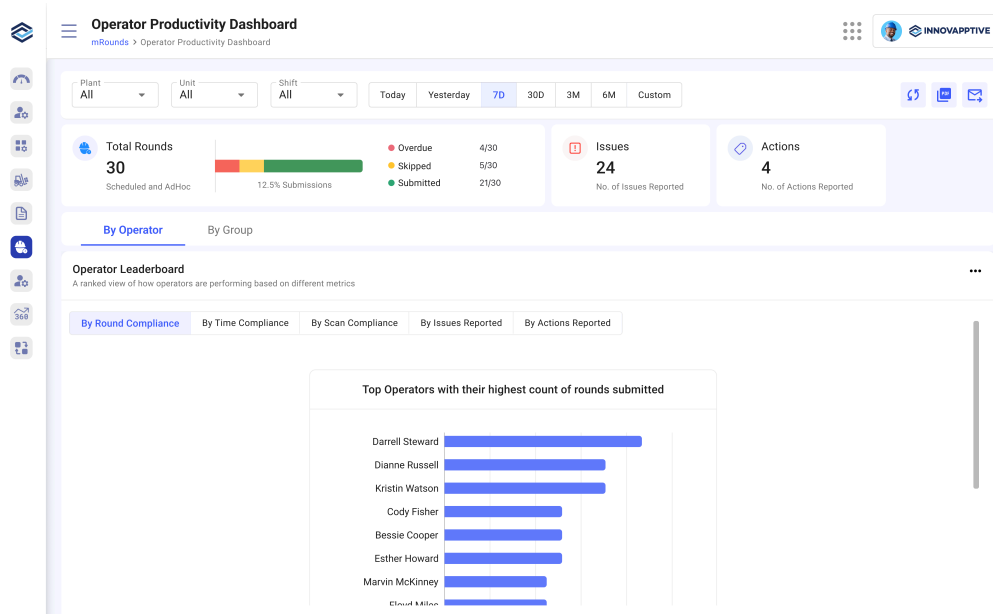 Operator Productivity Dashboard
mRounds > Operator Productivity Dashboard
INNOVAPPTIVE
Plant
All
Unit
All
Shift
All
Today
Yesterday
7D
30D
3M
6M
Custom
PDF
Total Rounds
30
Scheduled and AdHoc
12.5% Submissions
Overdue 4/30
Skipped 5/30
Submitted 21/30
Issues
24
No. of Issues Reported
Actions
4
No. of Actions Reported
By Operator
By Group
Operator Leaderboard
A ranked view of how operators are performing based on different metrics
360
By Round Compliance
By Time Compliance
By Scan Compliance
By Issues Reported
By Actions Reported
Top Operators with their highest count of rounds submitted
Darrell Steward
Dianne Russell
Kristin Watson
Cody Fisher
Bessie Cooper
Esther Howard
Marvin McKinney
Floyd Miles